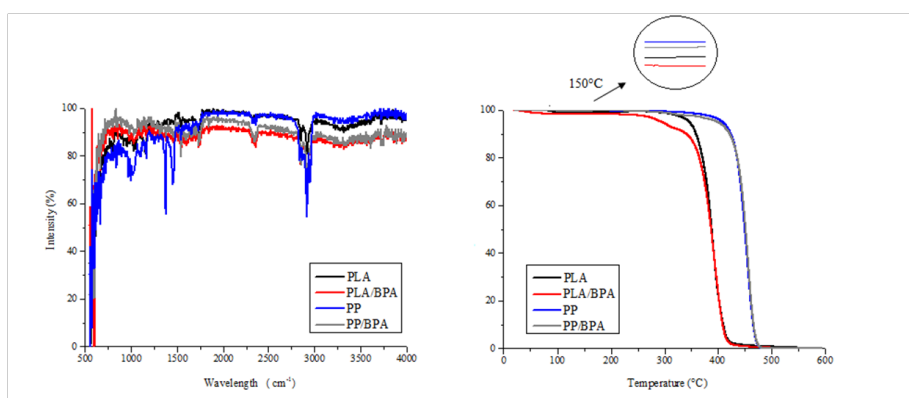 150°C
100
80
60
40
20
0
Intensity (%)
500
1000
1500
2000
2500
3000
3500
4000
Wavelength ( cm-1)
PLA
PLA/BPA
PP
PP/BPA
100
80
60
40
20
0
100
200
300
400
500
600
Temperature (°C)
PLA
PLA/BPA
PP
PP/BPA